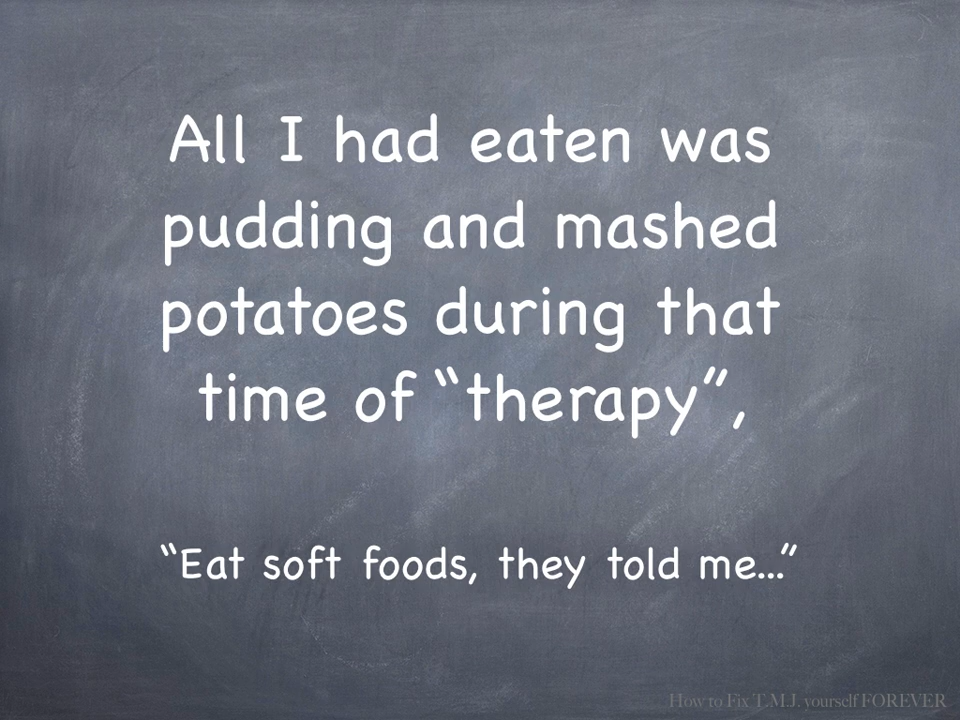 All I had eaten was
pudding and mashed
potatoes during that
time of “therapy”,
“Eat soft foods, they told me...”
How to Fix T.M.J. yourself FOREVER